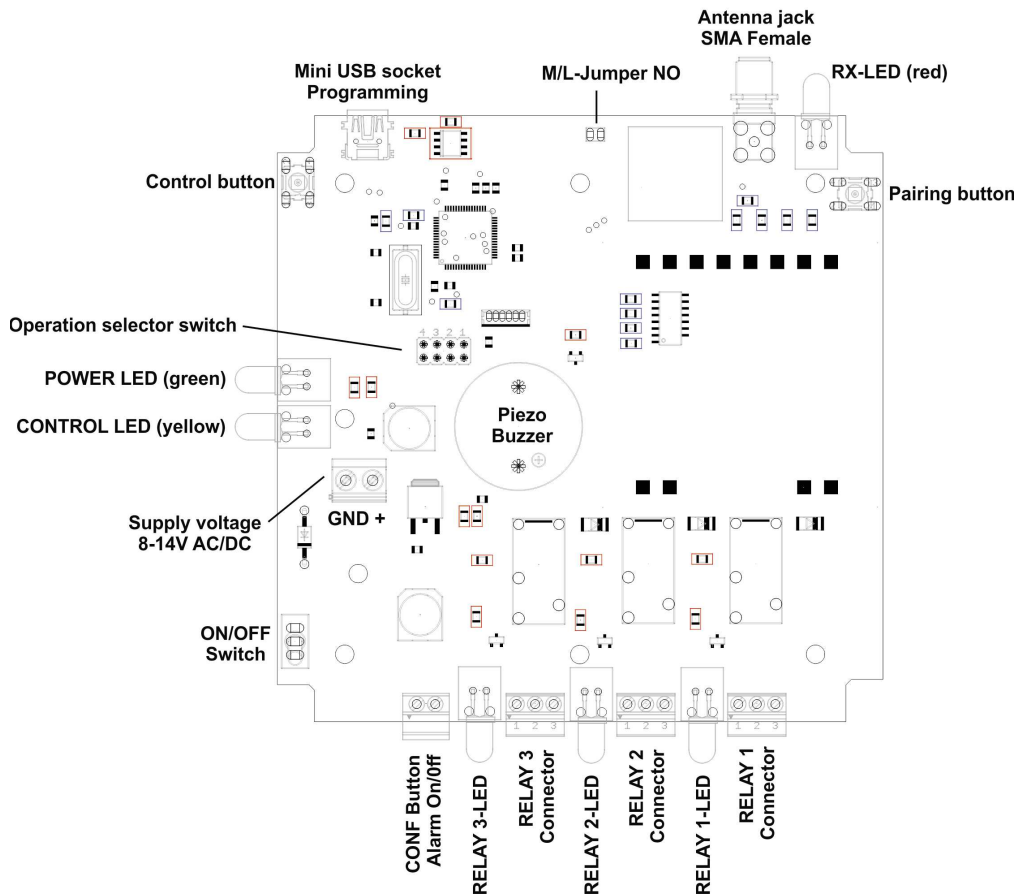 Antenna jack
SMA Female
Mini USB socket
Programming
M/L-Jumper NO
RX-LED (red)
Control button
Pairing button
Operation selector switch
4 3 2 1
POWER LED (green)
CONTROL LED (yellow)
Piezo
Buzzer
GND +
Supply voltage
8-14V AC/DC
ON/OFF
Switch
1 2 3
1 2 3
1 2 3
CONF Button
Alarm On/0ff
RELAY 3-LED
RELAY 3
Connector
RELAY 2-LED
RELAY 2
Connector
RELAY 1-LED
RELAY 1
Connector